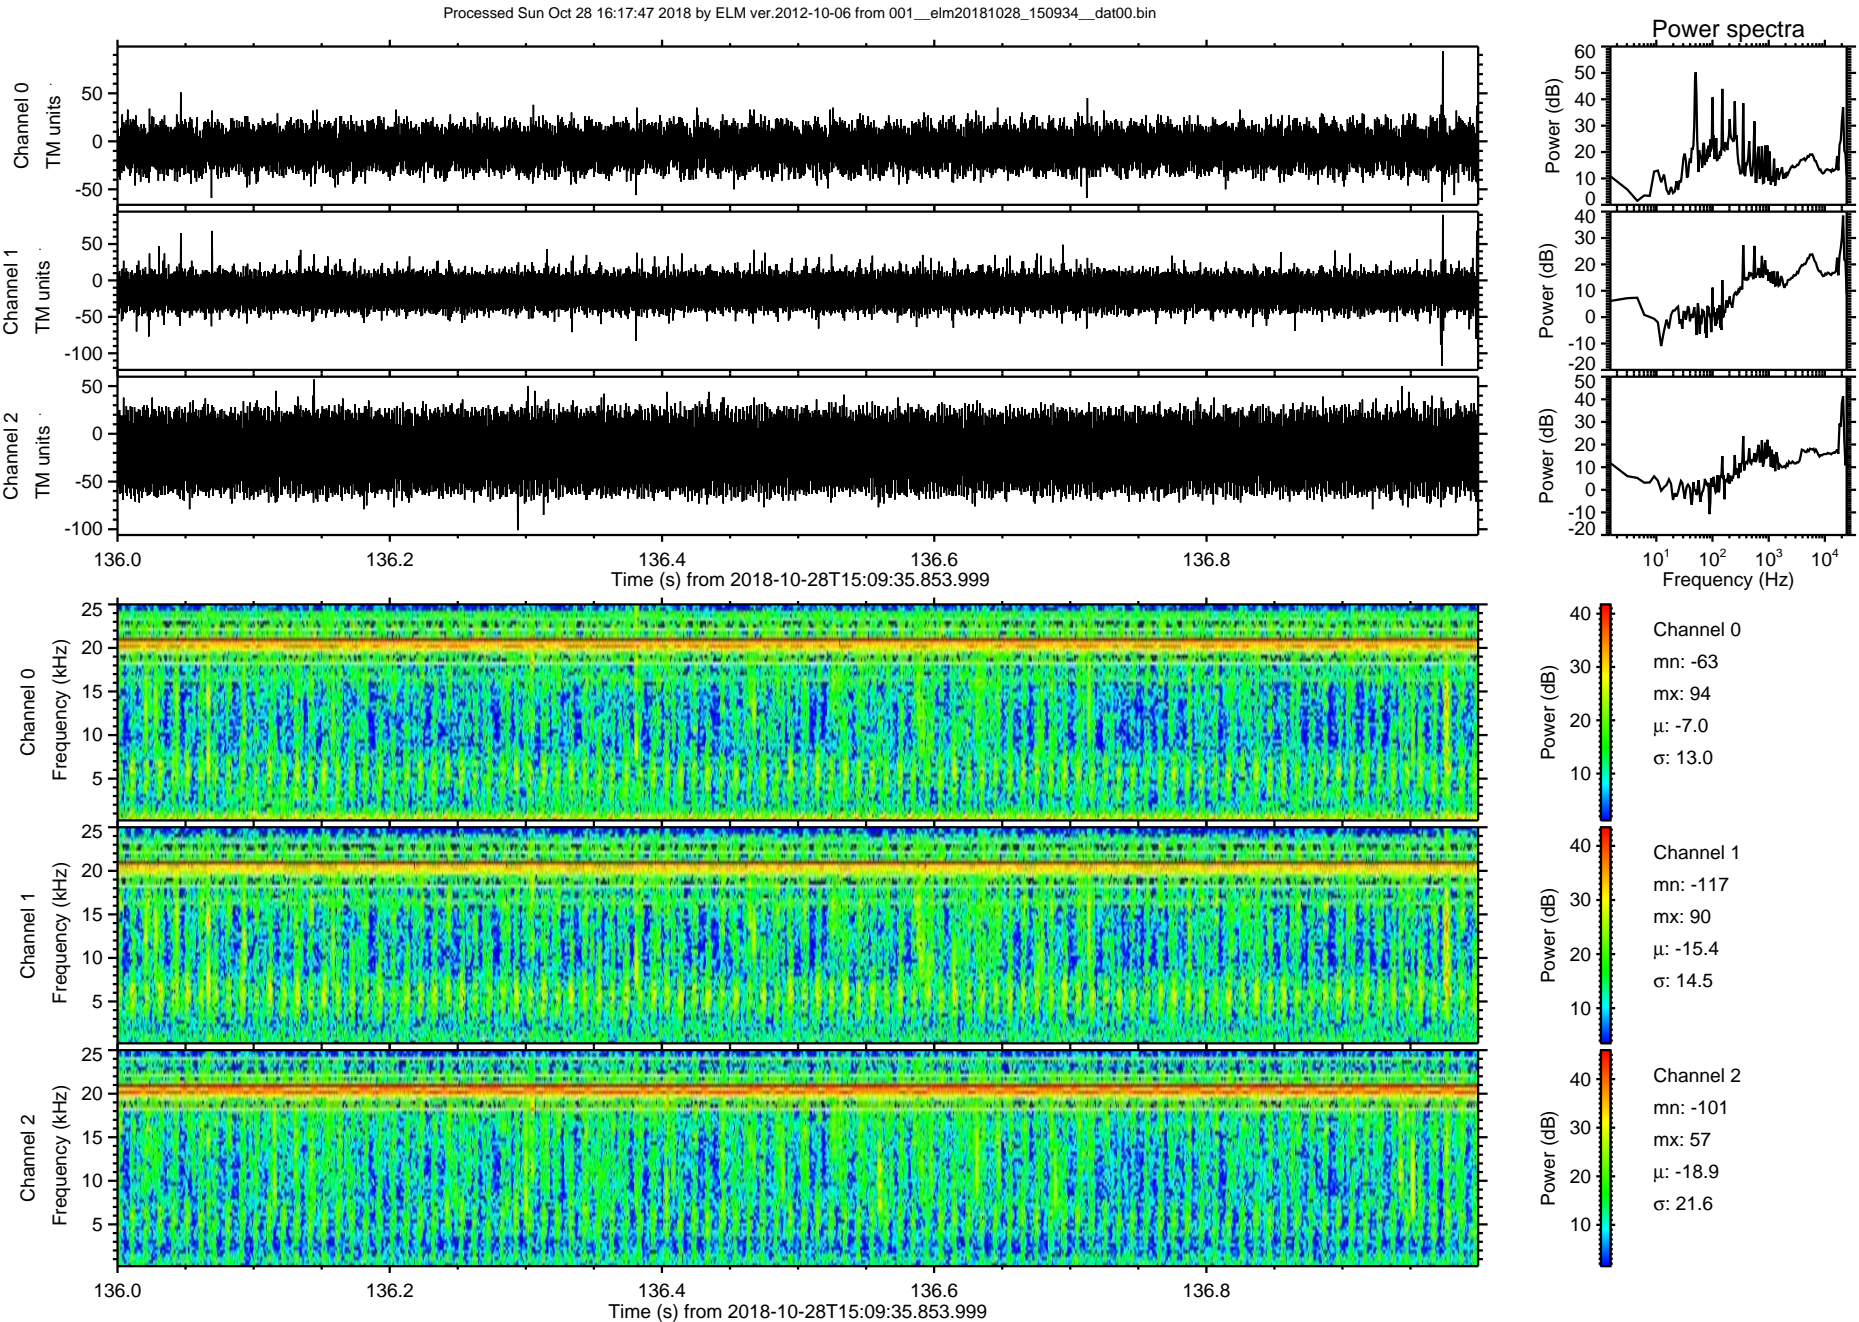 Processed Sun Oct 28 16:17:47 2018 by ELM ver.2012-10-06 from 001__elm20181028_150934__dat00.bin
Power spectra
Channel 0
TM units
50
0
-50
Power (dB)
60
50
40
30
20
10
0
Channel 1
TM units
50
0
-50
-100
Power (dB)
40
30
20
10
0
-10
-20
Channel 2
TM units
50
0
-50
-100
Power (dB)
50
40
30
20
10
0
-10
-20
136.0 136.2 136.4 136.6 136.8
Time (s) from 2018-10-28T15:09:35.853.999
10^1 10^2 10^3 10^4
Frequency (Hz)
Channel 0
Frequency (kHz)
25
20
15
10
5
Power (dB)
40
30
20
10
Channel 0
mn: -63
mx: 94
μ: -7.0
σ: 13.0
Channel 1
Frequency (kHz)
25
20
15
10
5
Power (dB)
40
30
20
10
Channel 1
mn: -117
mx: 90
μ: -15.4
σ: 14.5
Channel 2
Frequency (kHz)
25
20
15
10
5
Power (dB)
40
30
20
10
Channel 2
mn: -101
mx: 57
μ: -18.9
σ: 21.6
136.0 136.2 136.4 136.6 136.8
Time (s) from 2018-10-28T15:09:35.853.999